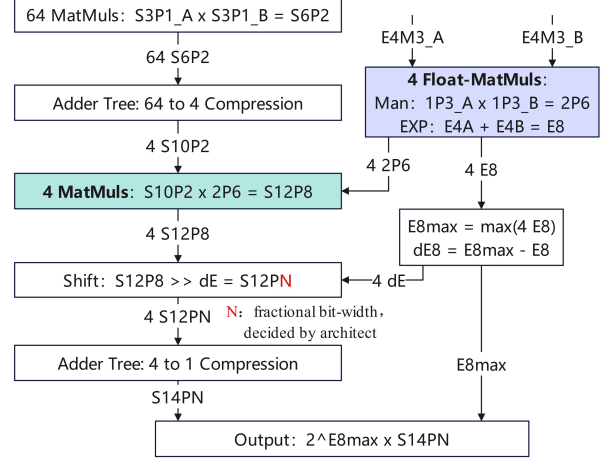 64 MatMuls: S3P1_A x S3P1_B = S6P2
64 S6P2
Adder Tree: 64 to 4 Compression
4 S10P2
4 MatMuls: S10P2 x 2P6 = S12P8
4 S12P8
Shift: S12P8 >> dE = S12PN
4 S12PN
N: fractional bit-width,
decided by architect
Adder Tree: 4 to 1 Compression
S14PN
E4M3_A
E4M3_B
4 Float-MatMuls:
Man: 1P3_A x 1P3_B = 2P6
EXP: E4A + E4B = E8
4 2P6
4 E8
E8max = max(4 E8)
dE8 = E8max - E8
4 dE
E8max
Output: 2^E8max x S14PN